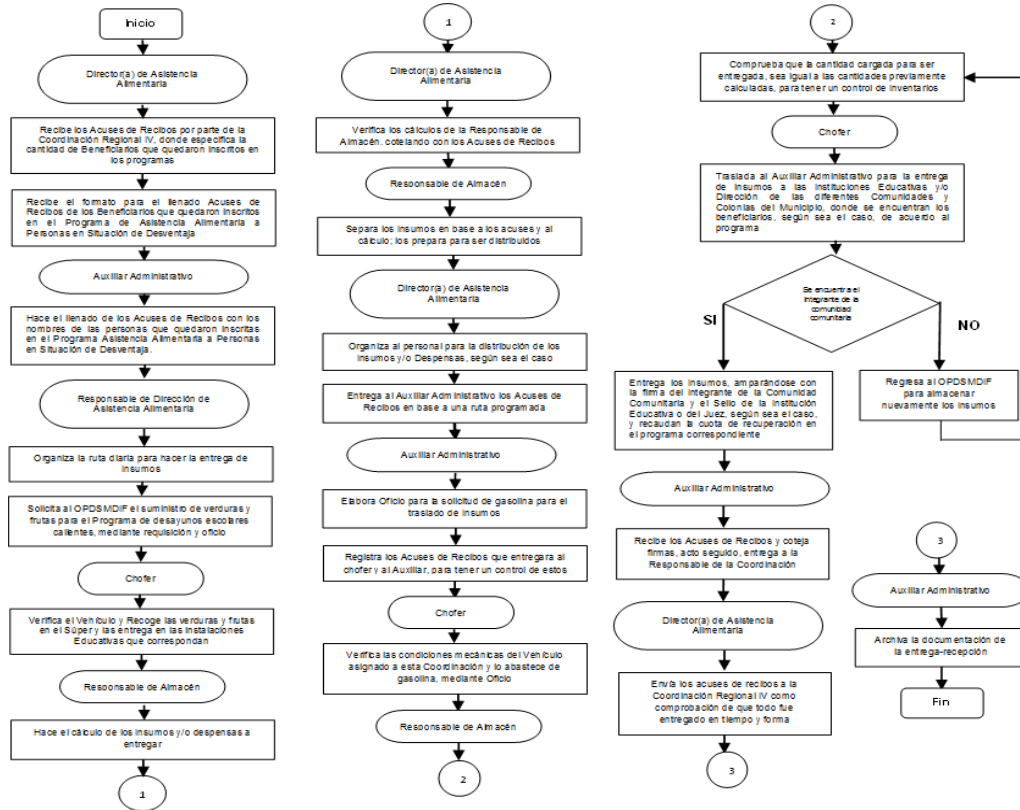 Inicio
Director(a) de Asistencia
Alimentaria
Recibe los Acuses de Recibos por parte de la
Coordinación Regional IV, donde especifica la
cantidad de Beneficiarios que quedaron inscritos en
los programas
Recibe el formato para el llenado Acuses de
Recibos de los Beneficiarios que quedaron inscritos
en el Programa de Asistencia Alimentaria a
Personas en Situación de Desventaja
Auxiliar Administrativo
Hace el llenado de los Acuses de Recibos con los
nombres de las personas que quedaron inscritas
en el Programa Asistencia Alimentaria a Personas
en Situación de Desventaja.
Responsable de Dirección de
Asistencia Alimentaria
Organiza la ruta diaria para hacer la entrega de
insumos
Solicita al OPDSMDIF el suministro de verduras y
frutas para el Programa de desayunos escolares
calientes, mediante requisición y oficio
Chofer
Verifica el Vehículo y Recoge las verduras y frutas
en el Súper y las entrega en las Instalaciones
Educativas que correspondan
Responsable de Almacén
Hace el cálculo de los insumos y/o despensas a
entregar
1
1
Director(a) de Asistencia
Alimentaria
Verifica los cálculos de la Responsable de
Almacén, cotelando con los Acuses de Recibos
Responsable de Almacén
Separa los insumos en base a los acuses y al
cálculo; los prepara para ser distribuidos
Director(a) de Asistencia
Alimentaria
Organiza al personal para la distribución de los
Insumos y/o Despensas, según sea el caso
Entrega al Auxiliar Administrativo los Acuses de
Recibos en base a una ruta programada
Auxiliar Administrativo
Elabora Oficio para la solicitud de gasolina para el
traslado de insumos
Registra los Acuses de Recibos que entregara al
chofer y al Auxiliar, para tener un control de estos
Chofer
Verifica las condiciones mecánicas del Vehículo
asignado a esta Coordinación y lo abastece de
gasolina, mediante Oficio
Responsable de Almacén
2
2
Comprueba que la cantidad cargada para ser
entregada, sea igual a las cantidades previamente
calculadas, para tener un control de inventarios
Chofer
Traslada al Auxiliar Administrativo para la entrega
de insumos a las Instituciones Educativas y/o
Dirección de las diferentes Comunidades y
Colonias del Municipio, donde se encuentran los
beneficiarios, según sea el caso, de acuerdo al
programa
Se encuentra el
integrante de la
comunidad
comunitaria
SI
NO
Entrega los insumos, amparándose con
la firma del integrante de la Comunidad
Comunitaria y el Sello de la Institución
Educativa o del Juez, según sea el caso,
y recaudan la cuota de recuperación en
el programa correspondiente
Regresa al OPDSMDIF
para almacenar
nuevamente los insumos
Auxiliar Administrativo
Recibe los Acuses de Recibos y coteja
firmas, acto seguido, entrega a la
Responsable de la Coordinación
Director(a) de Asistencia
Alimentaria
Envía los acuses de recibos a la
Coordinación Regional IV como
comprobación de que todo fue
entregado en tiempo y forma
3
3
Auxiliar Administrativo
Archiva la documentación de
la entrega-recepción
Fin